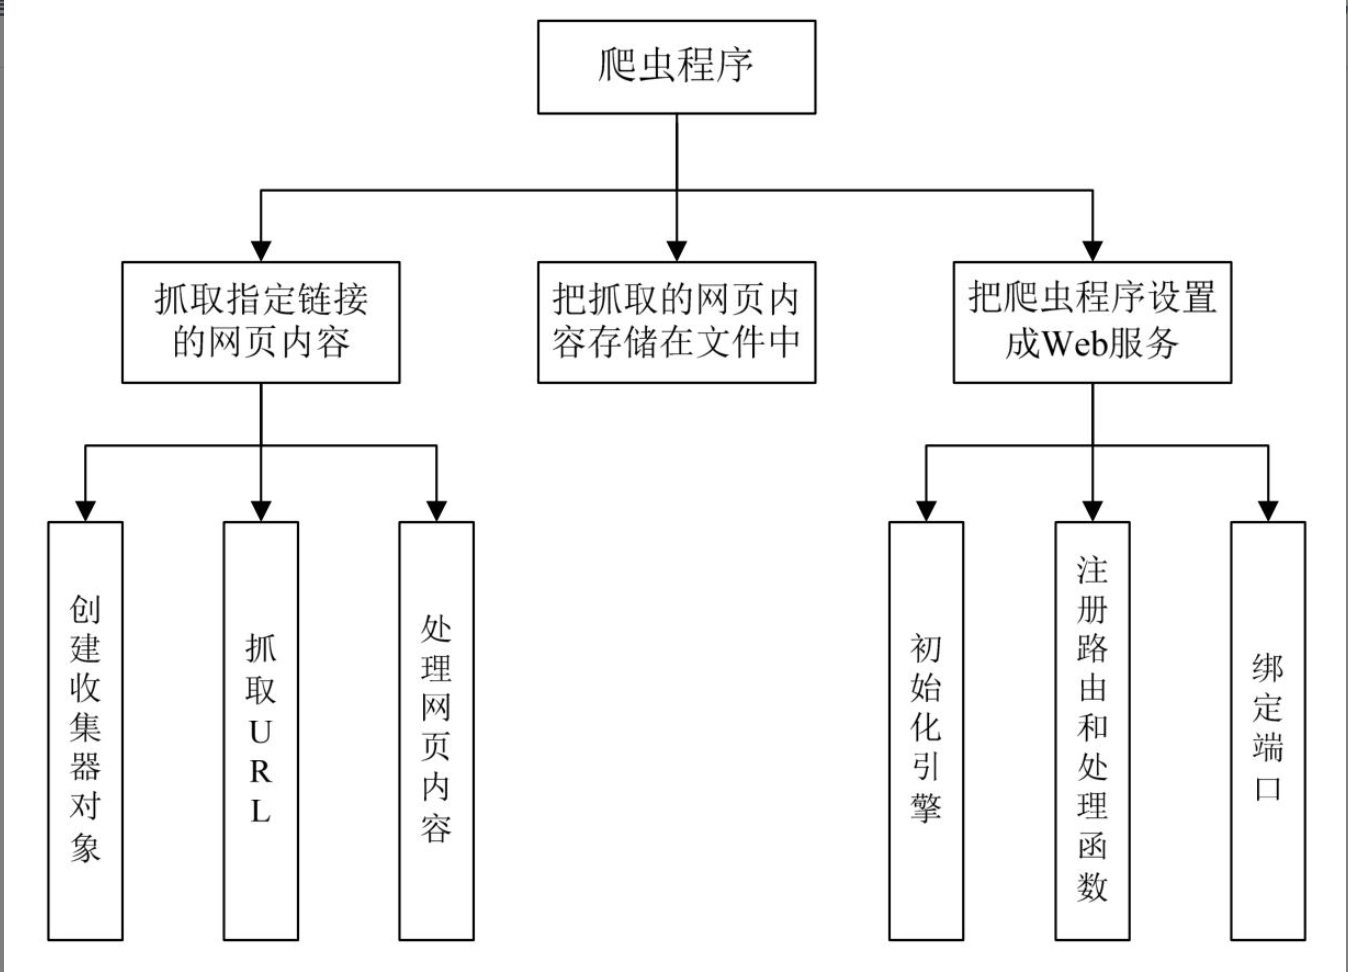 爬虫程序
抓取指定链接
的网页内容
把抓取的网页内
容存储在文件中
把爬虫程序设置
成Web服务
创建收集器对象
抓取URL
处理网页内容
初始化引擎
注册路由和处理函数
绑定端口